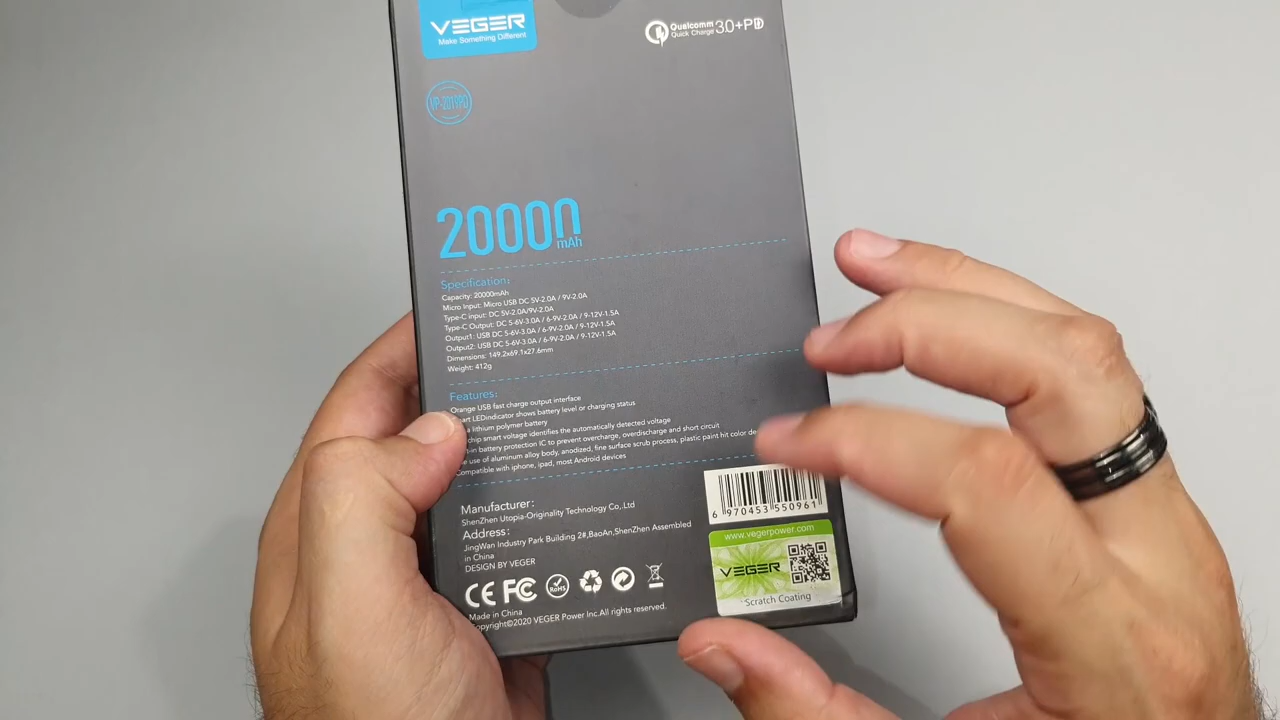 VEGER
Make Something Different
Qualcomm
Quick Charge 3.0+PD
VP-2019PD
20000
mAh
Specification:
Capacity: 20000mAh
Micro Input: Micro USB DC 5V-2.0A / 9V-2.0A
Type-C input: DC 5V-2.0A/9V-2.0A
Type-C Output: DC 5-6V-3.0A / 6-9V-2.0A / 9-12V-1.5A
Output1: USB DC 5-6V-3.0A / 6-9V-2.0A / 9-12V-1.5A
Output2: USB DC 5-6V-3.0A / 6-9V-2.0A / 9-12V-1.5A
Dimensions: 149.2x69.1x27.6mm
Weight: 412g
Features:
Orange USB fast charge output interface
LEDindicator shows battery level or charging status
lithium polymer battery
chip smart voltage identifies the automatically detected voltage
battery protection IC to prevent overcharge, overdischarge and short circuit
use of aluminum alloy body, anodized, fine surface scrub process, plastic paint hit color
Compatible with iphone, ipad, most Android devices
Manufacturer:
ShenZhen Utopia-Originality Technology Co,.Ltd
Address:
JingWan Industry Park Building 2#,BaoAn,ShenZhen Assembled
in China
DESIGN BY VEGER
CE FC RoHS
Made in China
Copyright©2020 VEGER Power Inc.All rights reserved.
6 970453 550961
www.vegerpower.com
VEGER
Scratch Coating